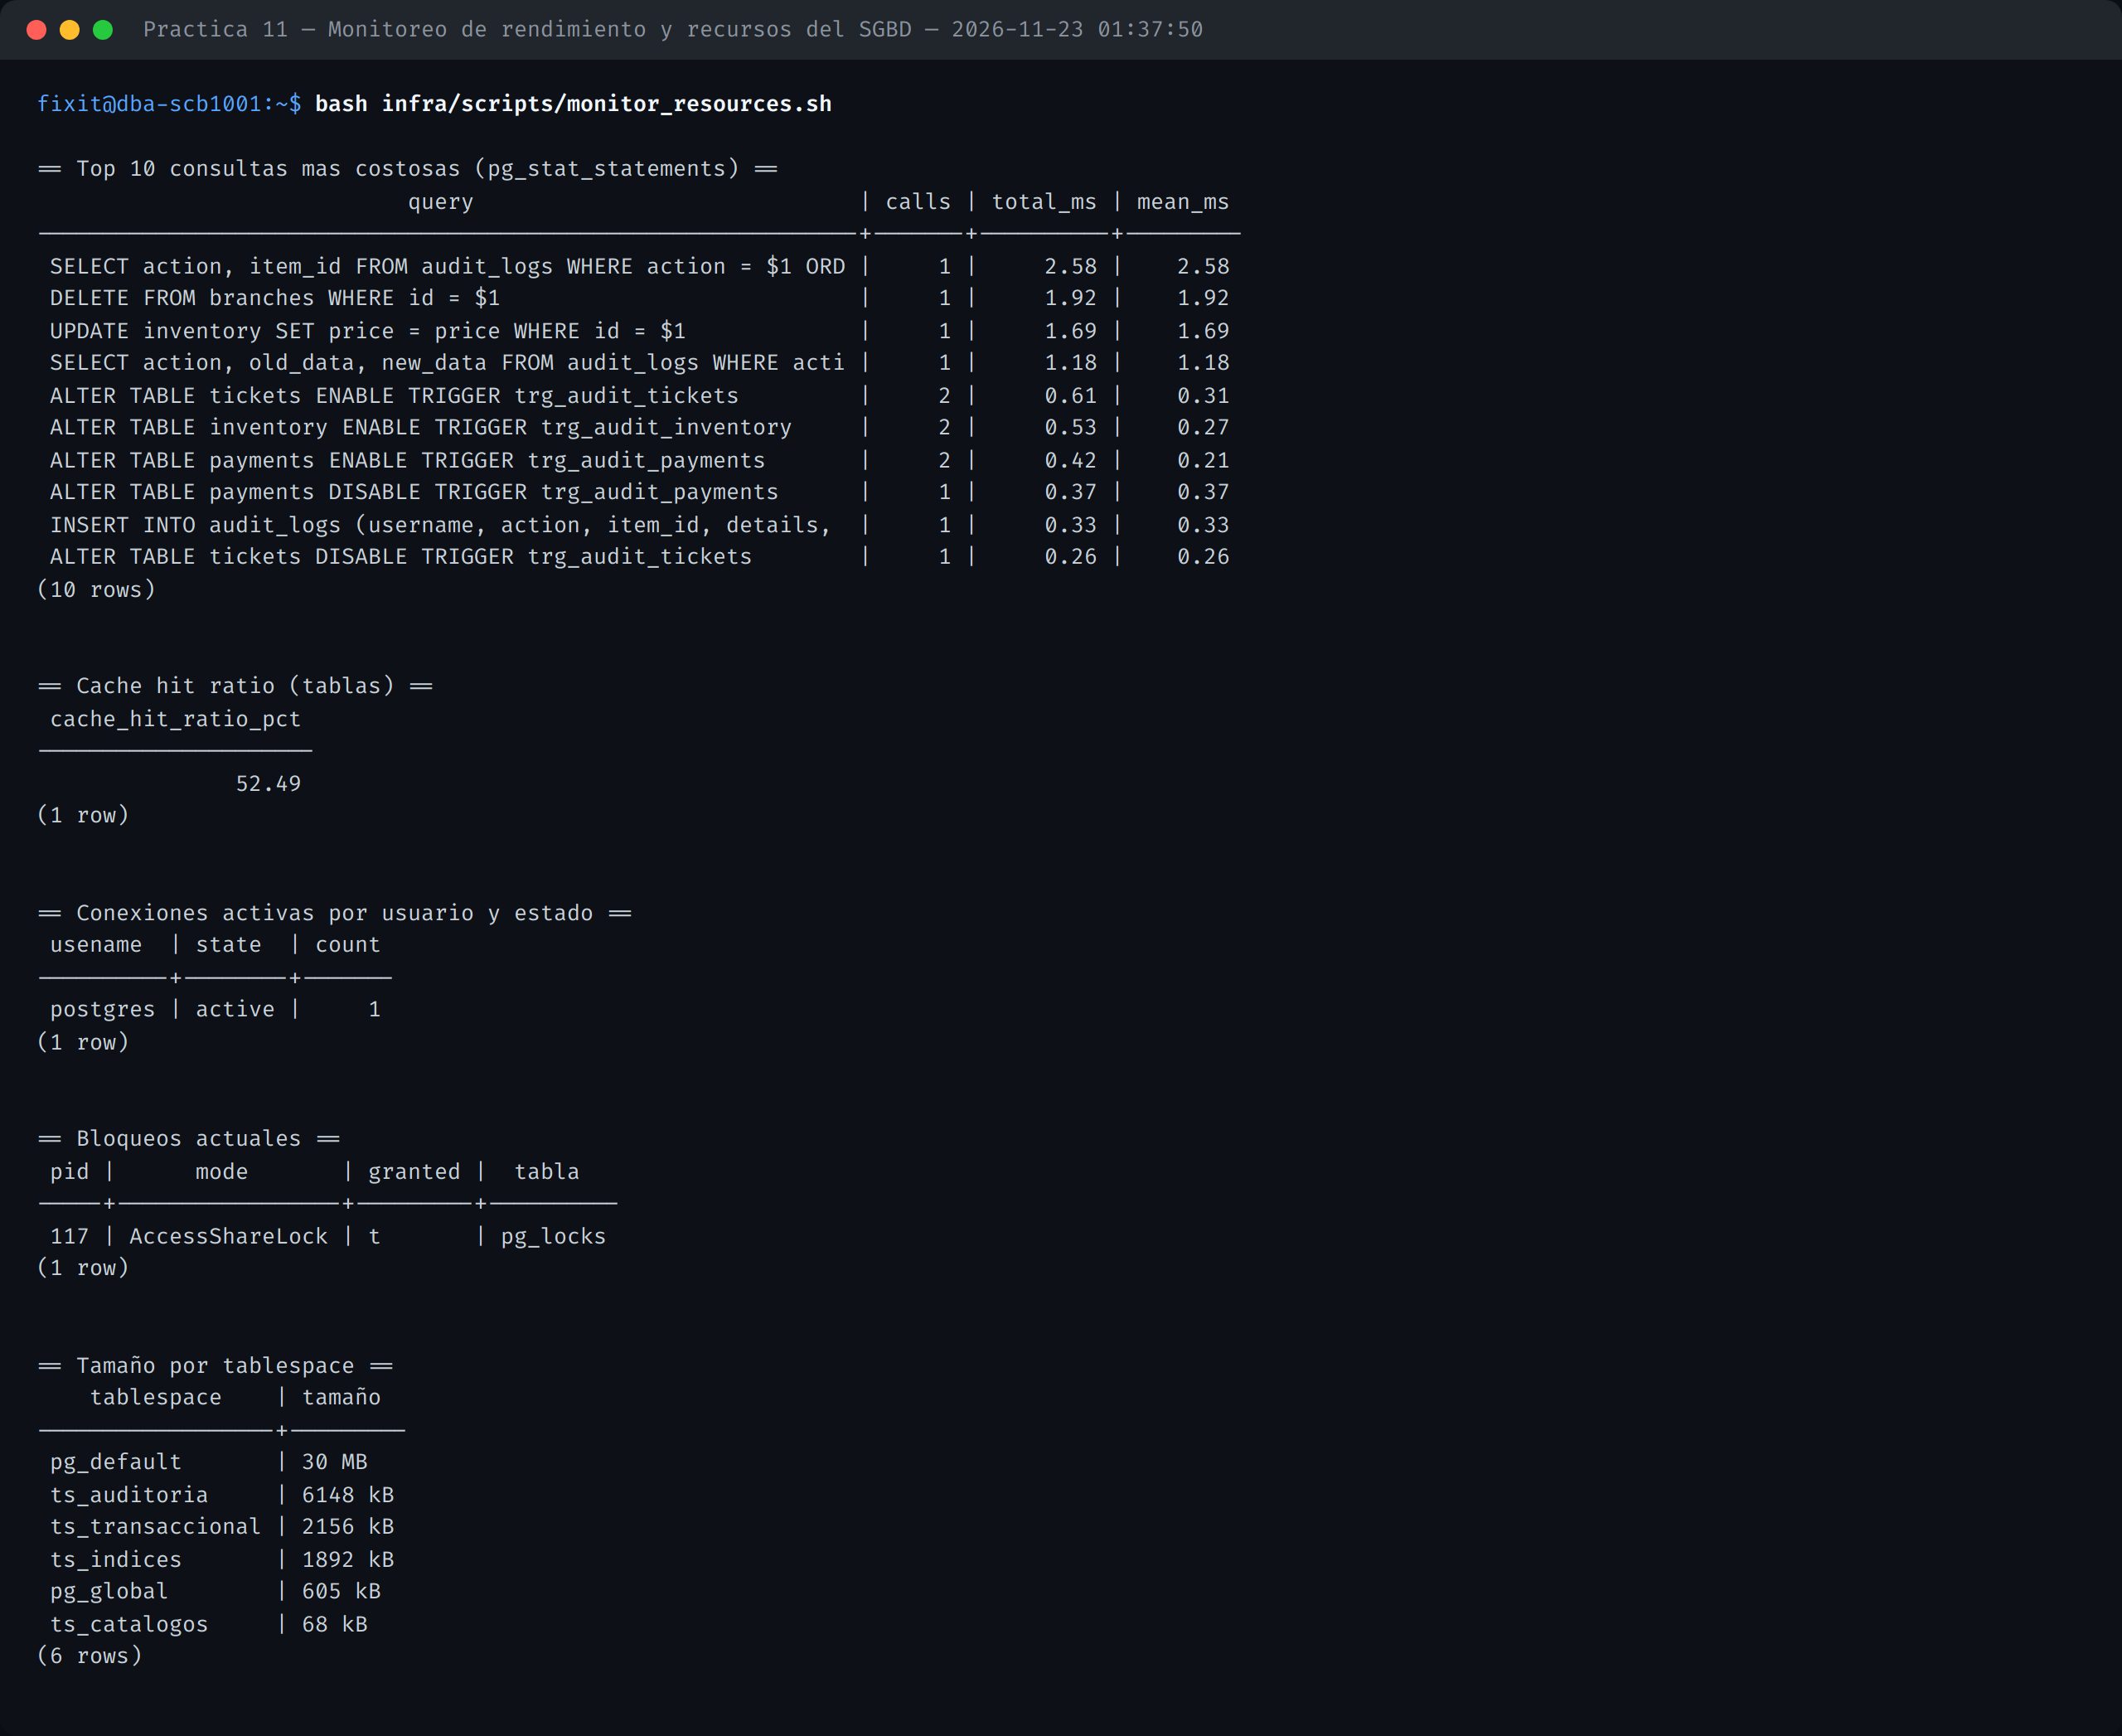 Practica 11 — Monitoreo de rendimiento y recursos del SGBD — 2026-11-23 01:37:50
fixit@dba-scb1001:~$ bash infra/scripts/monitor_resources.sh
== Top 10 consultas mas costosas (pg_stat_statements) ==
                            query                             | calls | total_ms | mean_ms
--------------------------------------------------------------+-------+----------+---------
 SELECT action, item_id FROM audit_logs WHERE action = $1 ORD |     1 |     2.58 |    2.58
 DELETE FROM branches WHERE id = $1                           |     1 |     1.92 |    1.92
 UPDATE inventory SET price = price WHERE id = $1             |     1 |     1.69 |    1.69
 SELECT action, old_data, new_data FROM audit_logs WHERE acti |     1 |     1.18 |    1.18
 ALTER TABLE tickets ENABLE TRIGGER trg_audit_tickets         |     2 |     0.61 |    0.31
 ALTER TABLE inventory ENABLE TRIGGER trg_audit_inventory     |     2 |     0.53 |    0.27
 ALTER TABLE payments ENABLE TRIGGER trg_audit_payments       |     2 |     0.42 |    0.21
 ALTER TABLE payments DISABLE TRIGGER trg_audit_payments      |     1 |     0.37 |    0.37
 INSERT INTO audit_logs (username, action, item_id, details,  |     1 |     0.33 |    0.33
 ALTER TABLE tickets DISABLE TRIGGER trg_audit_tickets        |     1 |     0.26 |    0.26
(10 rows)
== Cache hit ratio (tablas) ==
 cache_hit_ratio_pct
---------------------
               52.49
(1 row)
== Conexiones activas por usuario y estado ==
 usename  | state  | count
----------+--------+-------
 postgres | active |     1
(1 row)
== Bloqueos actuales ==
 pid |      mode       | granted |  tabla
-----+-----------------+---------+----------
 117 | AccessShareLock | t       | pg_locks
(1 row)
== Tamaño por tablespace ==
    tablespace    | tamaño
------------------+---------
 pg_default       | 30 MB
 ts_auditoria     | 6148 kB
 ts_transaccional | 2156 kB
 ts_indices       | 1892 kB
 pg_global        | 605 kB
 ts_catalogos     | 68 kB
(6 rows)